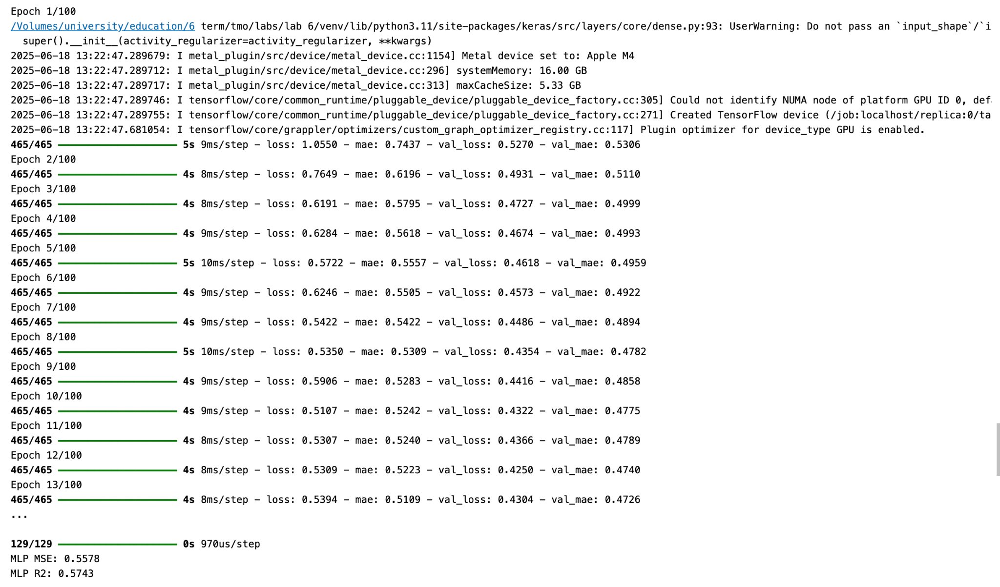 Epoch 1/100
/Volumes/university/education/6 term/tmo/labs/lab 6/venv/lib/python3.11/site-packages/keras/src/layers/core/dense.py:93: UserWarning: Do not pass an `input_shape`/`i
super().__init__(activity_regularizer=activity_regularizer, **kwargs)
2025-06-18 13:22:47.289679: I metal_plugin/src/device/metal_device.cc:1154] Metal device set to: Apple M4
2025-06-18 13:22:47.289712: I metal_plugin/src/device/metal_device.cc:296] systemMemory: 16.00 GB
2025-06-18 13:22:47.289717: I metal_plugin/src/device/metal_device.cc:313] maxCacheSize: 5.33 GB
2025-06-18 13:22:47.289746: I tensorflow/core/common_runtime/pluggable_device/pluggable_device_factory.cc:305] Could not identify NUMA node of platform GPU ID 0, def
2025-06-18 13:22:47.289755: I tensorflow/core/common_runtime/pluggable_device/pluggable_device_factory.cc:271] Created TensorFlow device (/job:localhost/replica:0/ta
2025-06-18 13:22:47.681054: I tensorflow/core/grappler/optimizers/custom_graph_optimizer_registry.cc:117] Plugin optimizer for device_type GPU is enabled.
465/465 5s 9ms/step - loss: 1.0550 - mae: 0.7437 - val_loss: 0.5270 - val_mae: 0.5306
Epoch 2/100
465/465 4s 8ms/step - loss: 0.7649 - mae: 0.6196 - val_loss: 0.4931 - val_mae: 0.5110
Epoch 3/100
465/465 4s 8ms/step - loss: 0.6191 - mae: 0.5795 - val_loss: 0.4727 - val_mae: 0.4999
Epoch 4/100
465/465 4s 9ms/step - loss: 0.6284 - mae: 0.5618 - val_loss: 0.4674 - val_mae: 0.4993
Epoch 5/100
465/465 5s 10ms/step - loss: 0.5722 - mae: 0.5557 - val_loss: 0.4618 - val_mae: 0.4959
Epoch 6/100
465/465 4s 9ms/step - loss: 0.6246 - mae: 0.5505 - val_loss: 0.4573 - val_mae: 0.4922
Epoch 7/100
465/465 4s 9ms/step - loss: 0.5422 - mae: 0.5422 - val_loss: 0.4486 - val_mae: 0.4894
Epoch 8/100
465/465 5s 10ms/step - loss: 0.5350 - mae: 0.5309 - val_loss: 0.4354 - val_mae: 0.4782
Epoch 9/100
465/465 4s 9ms/step - loss: 0.5906 - mae: 0.5283 - val_loss: 0.4416 - val_mae: 0.4858
Epoch 10/100
465/465 4s 9ms/step - loss: 0.5107 - mae: 0.5242 - val_loss: 0.4322 - val_mae: 0.4775
Epoch 11/100
465/465 4s 8ms/step - loss: 0.5307 - mae: 0.5240 - val_loss: 0.4366 - val_mae: 0.4789
Epoch 12/100
465/465 4s 8ms/step - loss: 0.5309 - mae: 0.5223 - val_loss: 0.4250 - val_mae: 0.4740
Epoch 13/100
465/465 4s 8ms/step - loss: 0.5394 - mae: 0.5109 - val_loss: 0.4304 - val_mae: 0.4726
...
129/129 0s 970us/step
MLP MSE: 0.5578
MLP R2: 0.5743